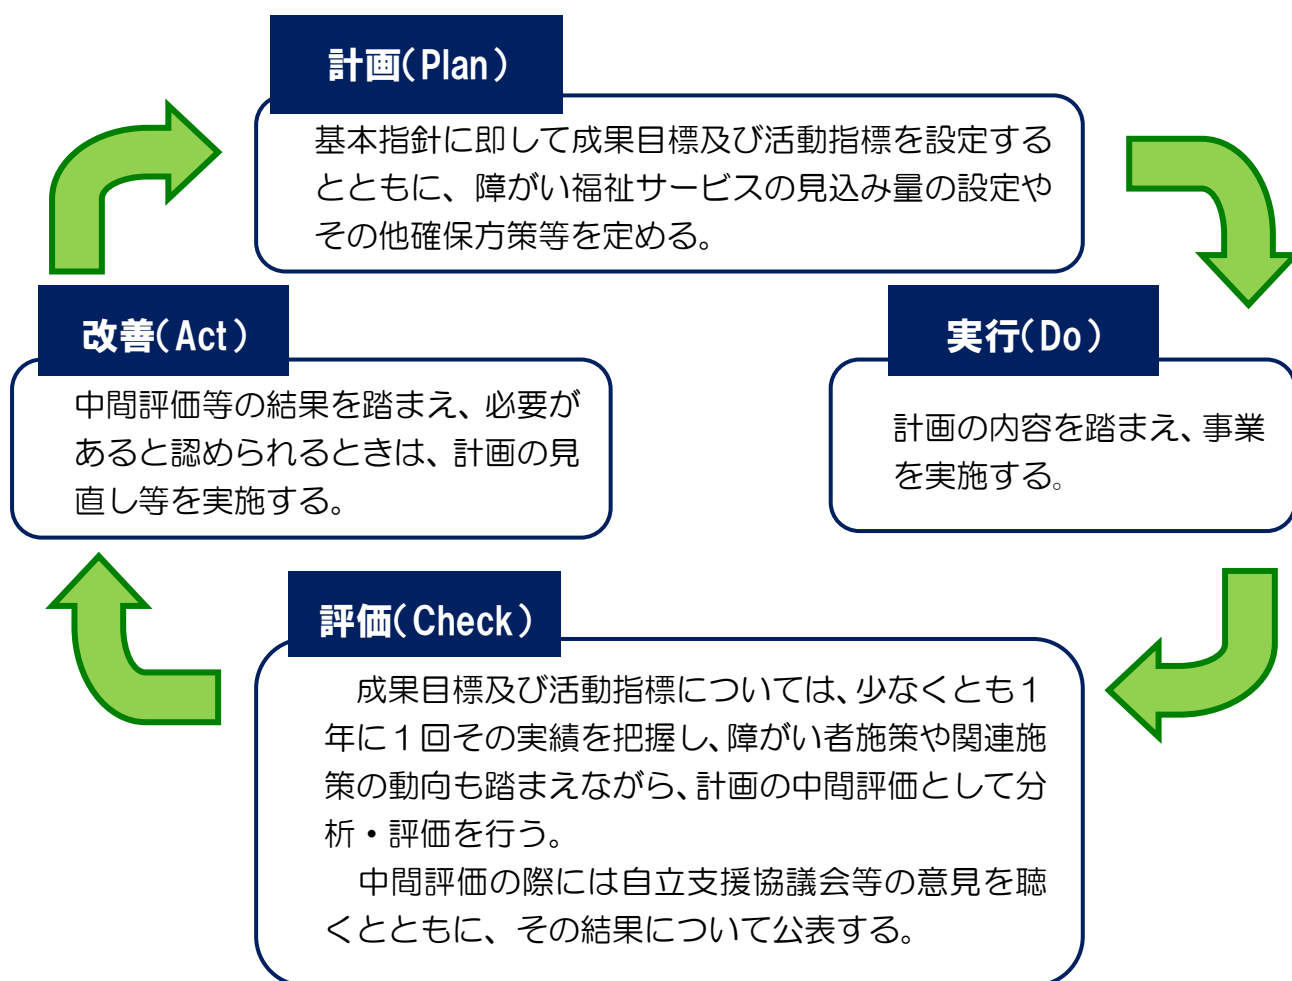 計画(Plan)
基本指針に即して成果目標及び活動指標を設定する
とともに、障がい福祉サービスの見込み量の設定や
その他確保方策等を定める。
改善(Act)
中間評価等の結果を踏まえ、必要が
あると認められるときは、計画の見
直し等を実施する。
実行(Do)
計画の内容を踏まえ、事業
を実施する。
評価(Check)
成果目標及び活動指標については、少なくとも１
年に１回その実績を把握し、障がい者施策や関連施
策の動向も踏まえながら、計画の中間評価として分
析・評価を行う。
中間評価の際には自立支援協議会等の意見を聴
くとともに、その結果について公表する。